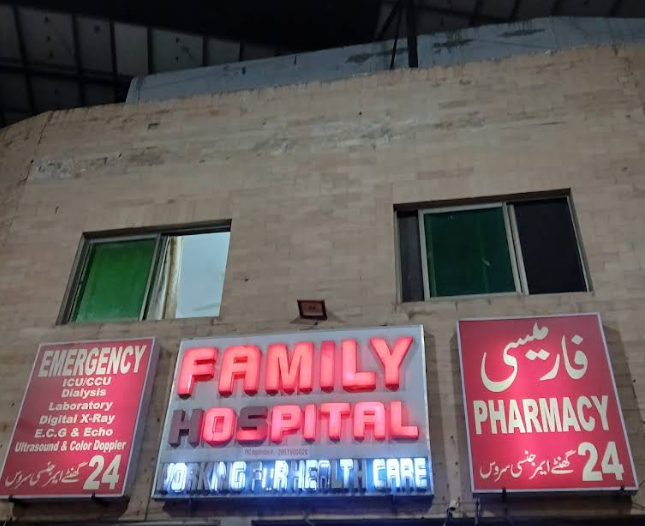 EMERGENCY
ICU/CCU
Dialysis
Laboratory
Digital X-Ray
E.C.G & Echo
Ultrasound & Color Doppler
24 گھنٹے ایمرجنسی سروس
FAMILY
HOSPITAL
WORKING FOR HEALTH CARE
فارمیسی
PHARMACY
24 گھنٹے ایمرجنسی سروس